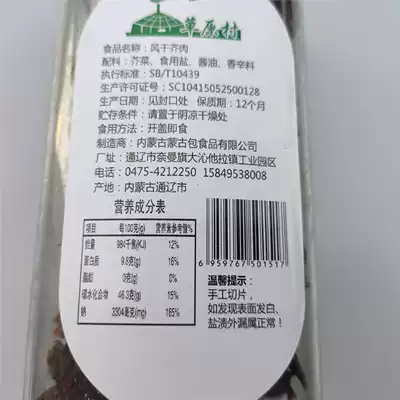 草原村
食品名称：风干芥肉
配料：芥菜、食用盐、酱油、香辛料
执行标准：SB/T10439
生产许可证号：SC10415052500128
生产日期：见封口处 保质期：12个月
贮存条件：请置于阴凉干燥处
食用方法：开盖即食
生产商：内蒙古蒙古包食品有限公司
厂址：通辽市奈曼旗大沁他拉镇工业园区
电话：0475-4212250 15849538008
产地：内蒙古通辽市
营养成分表
项目 每100克(g) 营养素参考值%
能量 984千焦(KJ) 12%
蛋白质 9.8克(g) 16%
脂肪 0克(g) 0%
碳水化合物 46.3克(g) 15%
钠 3304毫克(mg) 165%
6 959767 501517
温馨提示：
手工切片，
如发现表面发白、
盐渍外漏属正常！